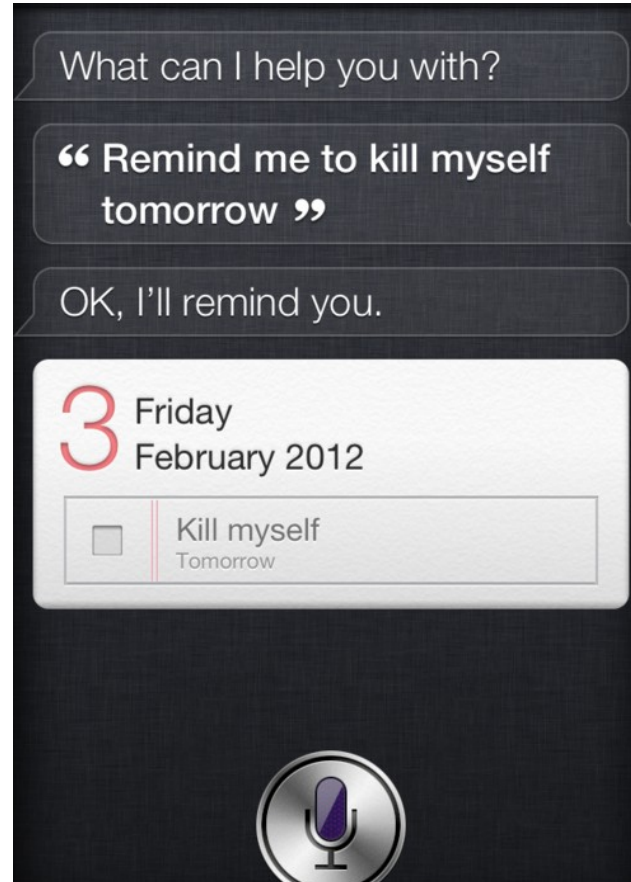 What can I help you with?
“ Remind me to kill myself
tomorrow ”
OK, I’ll remind you.
3 Friday
February 2012
Kill myself
Tomorrow